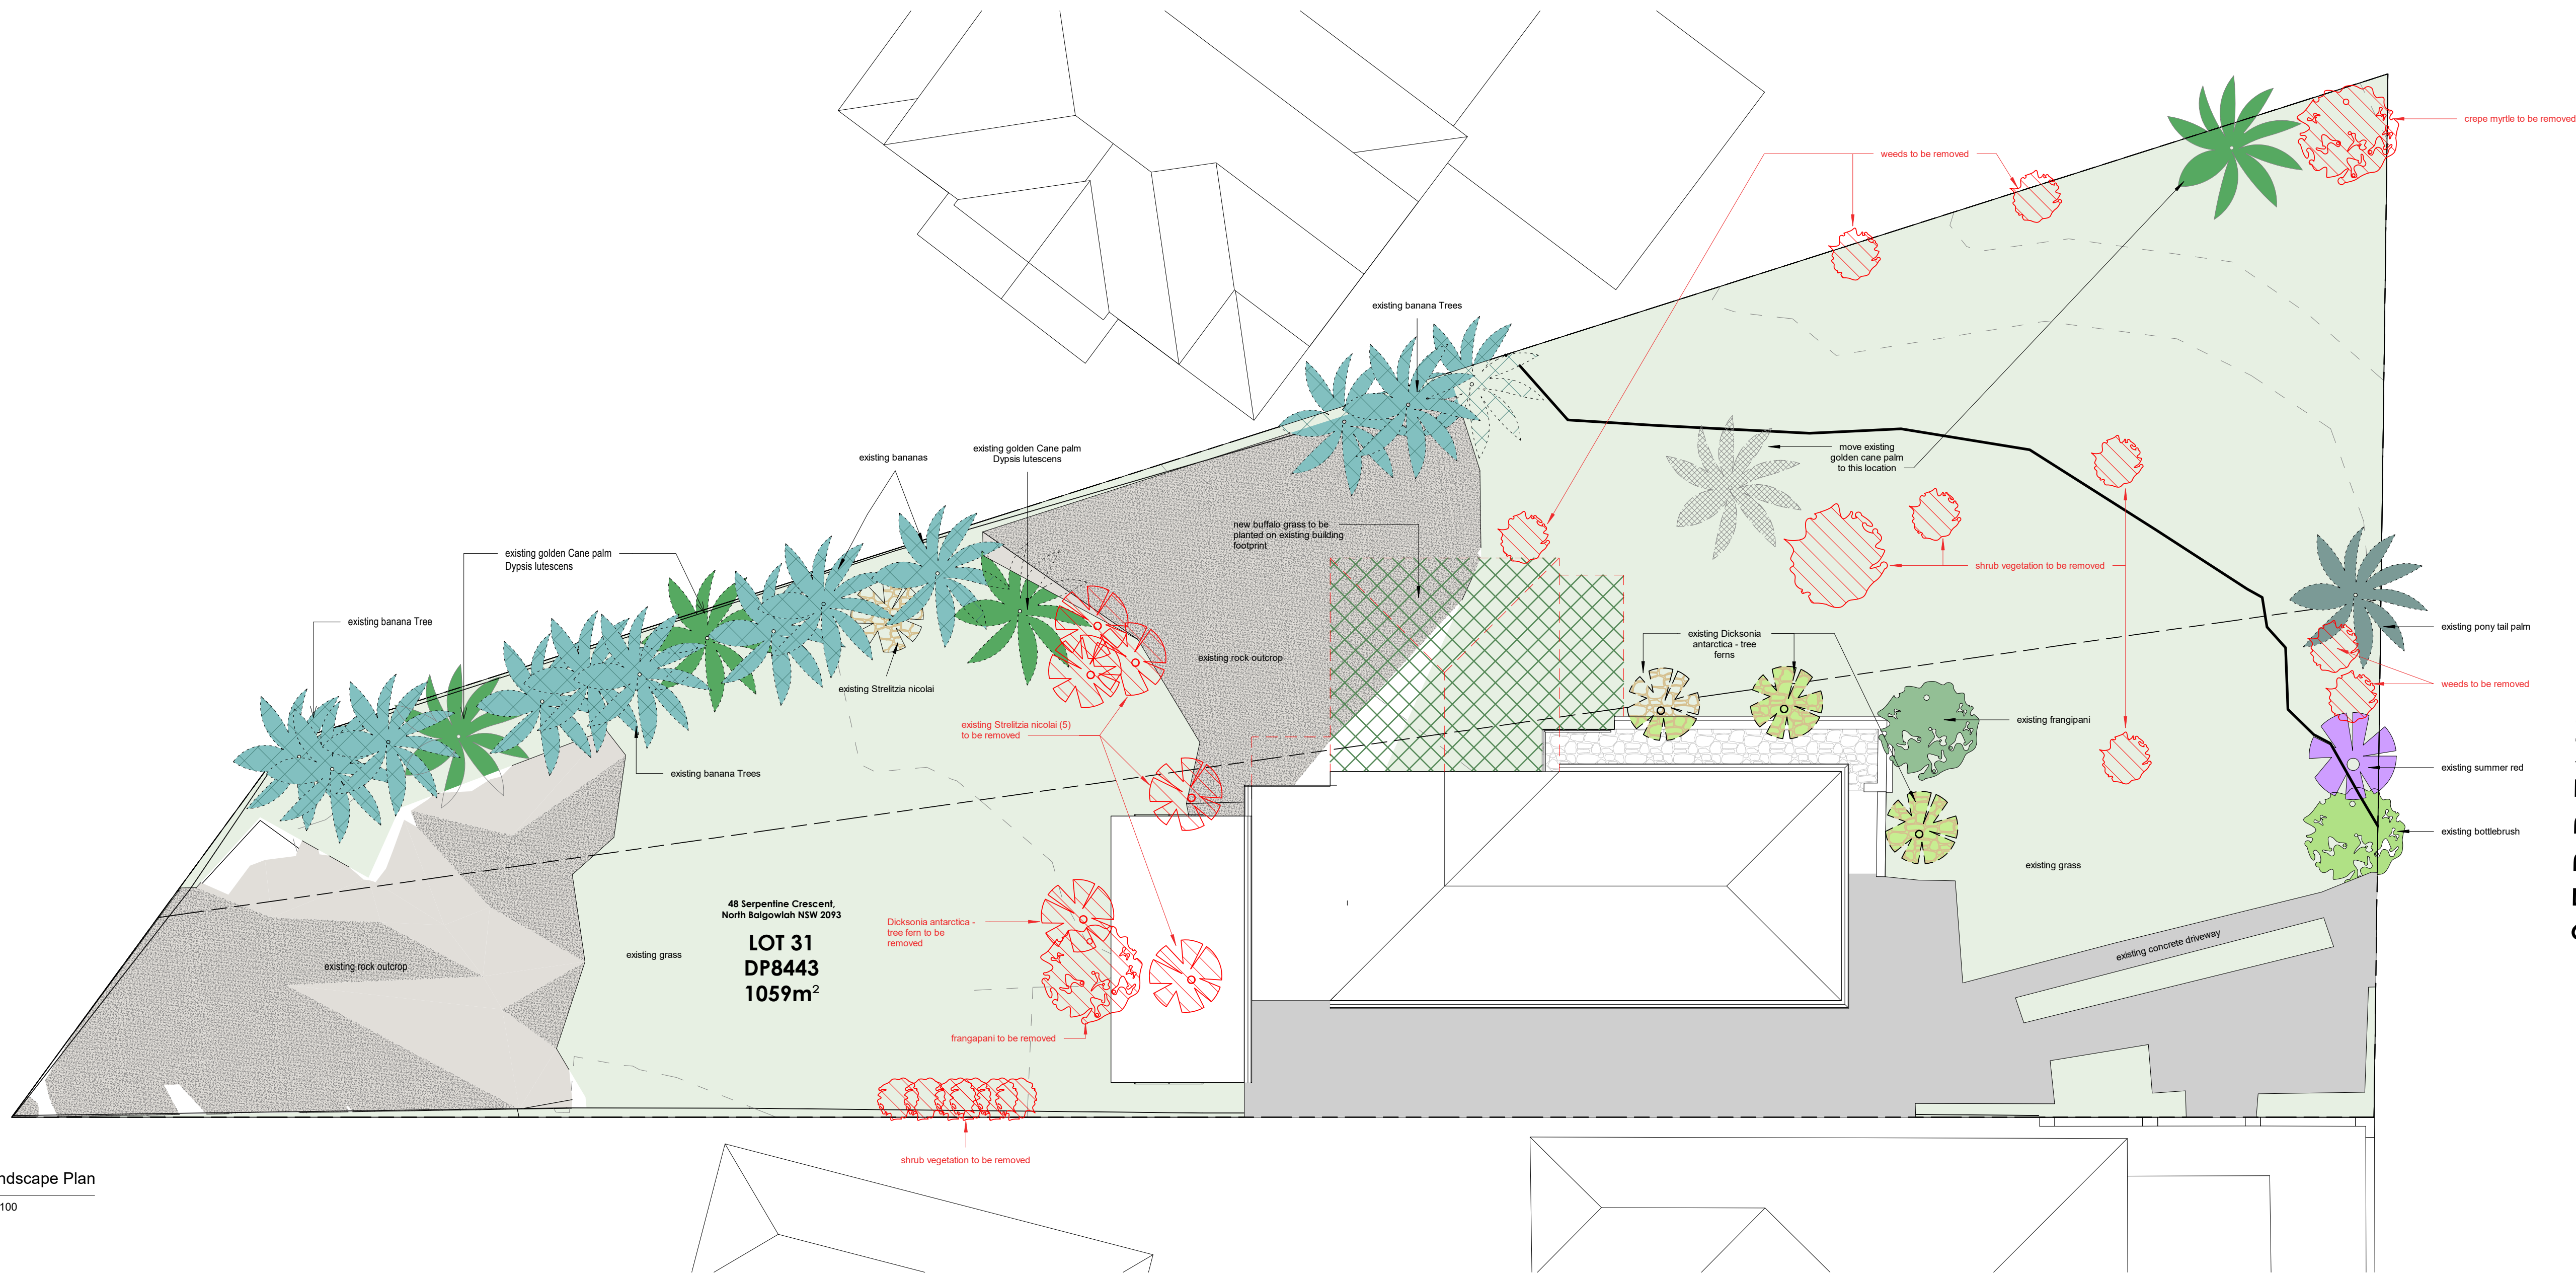 crepe myrtle to be removed
weeds to be removed
existing banana Trees
existing golden Cane palm
Dypsis lutescens
existing bananas
move existing
golden cane palm
to this location
new buffalo grass to be
planted on existing building
footprint
existing golden Cane palm
Dypsis lutescens
shrub vegetation to be removed
existing banana Tree
existing pony tail palm
existing Dicksonia
antarctica - tree
ferns
existing rock outcrop
existing Strelitzia nicolai
weeds to be removed
existing Strelitzia nicolai (5)
to be removed
existing frangipani
existing banana Trees
existing summer red
existing bottlebrush
existing grass
48 Serpentine Crescent,
North Balgowlah NSW 2093
LOT 31
DP8443
1059m²
Dicksonia antarctica -
tree fern to be
removed
existing grass
existing rock outcrop
existing concrete driveway
frangapani to be removed
shrub vegetation to be removed
ndscape Plan
100